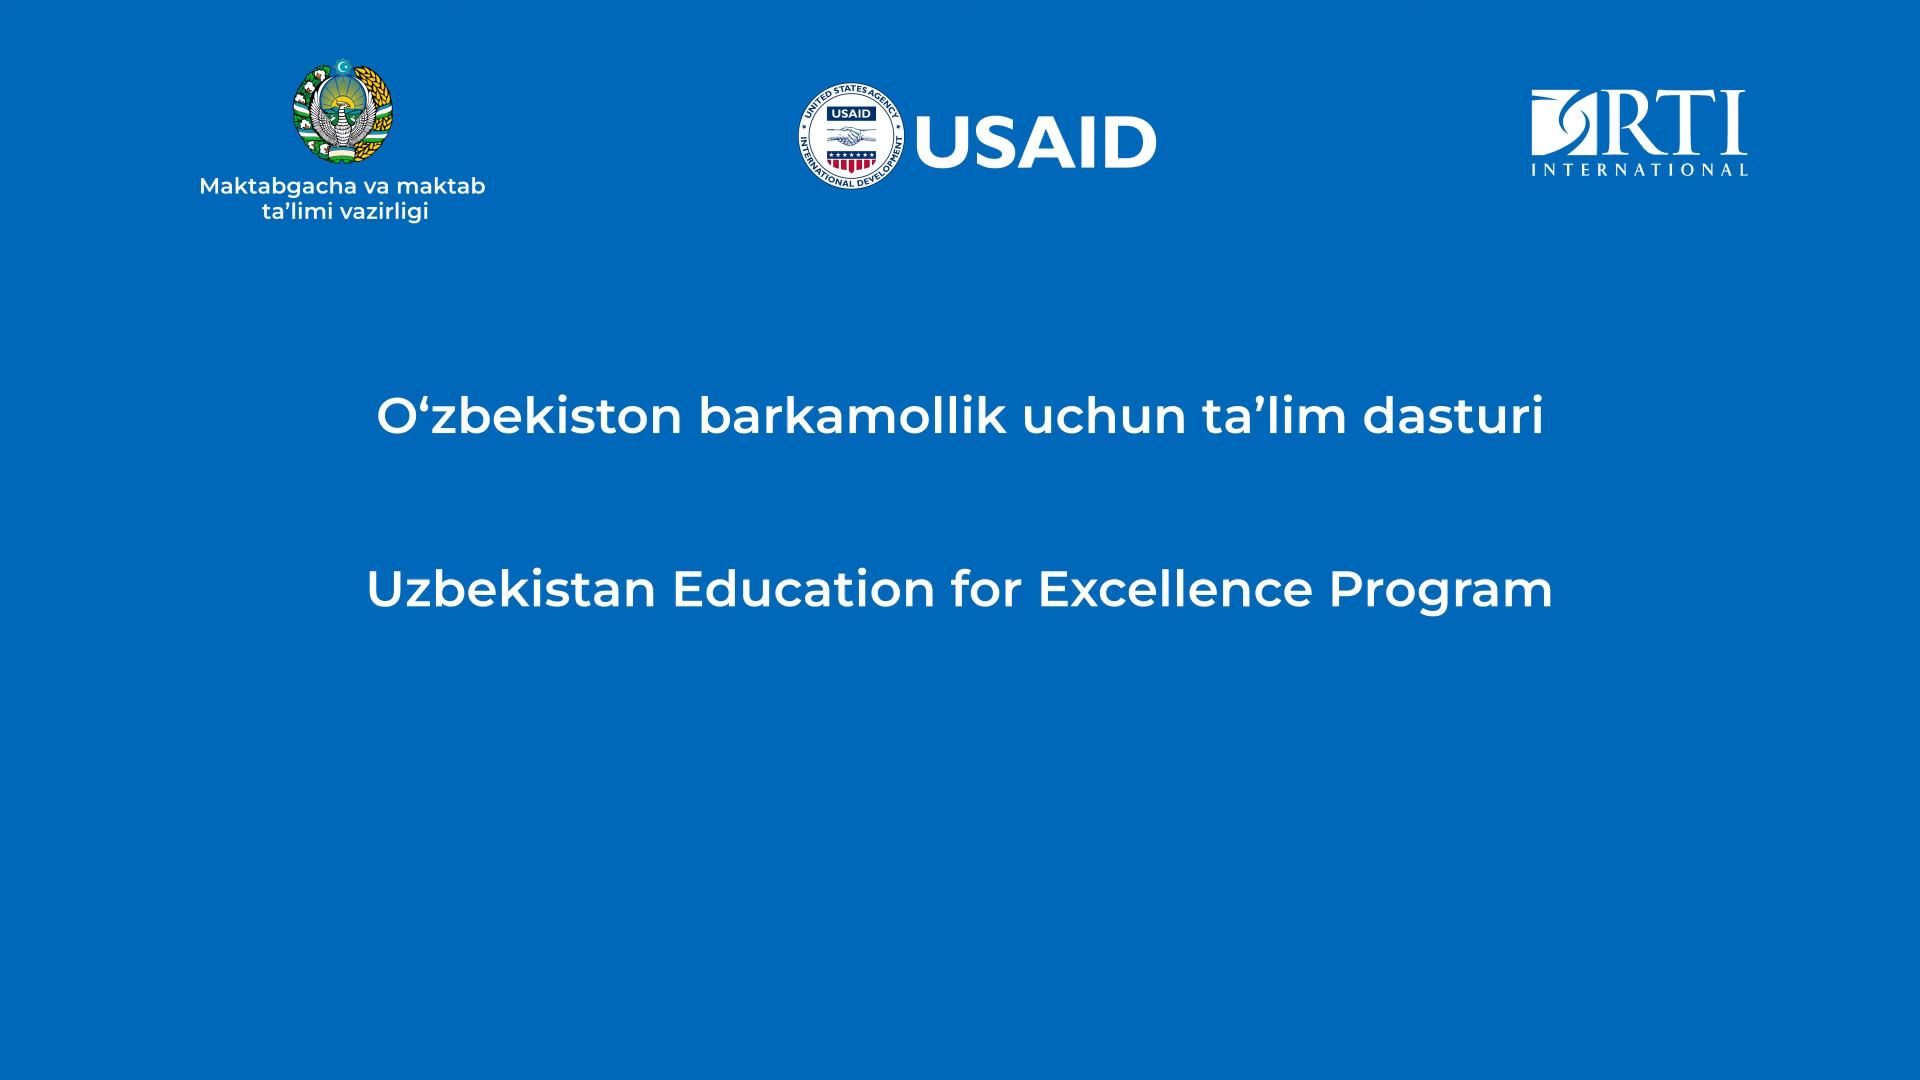 Maktabgacha va maktab
ta’limi vazirligi
UNITED STATES AGENCY
USAID
INTERNATIONAL DEVELOPMENT
USAID
RTI
INTERNATIONAL
O‘zbekiston barkamollik uchun ta’lim dasturi
Uzbekistan Education for Excellence Program